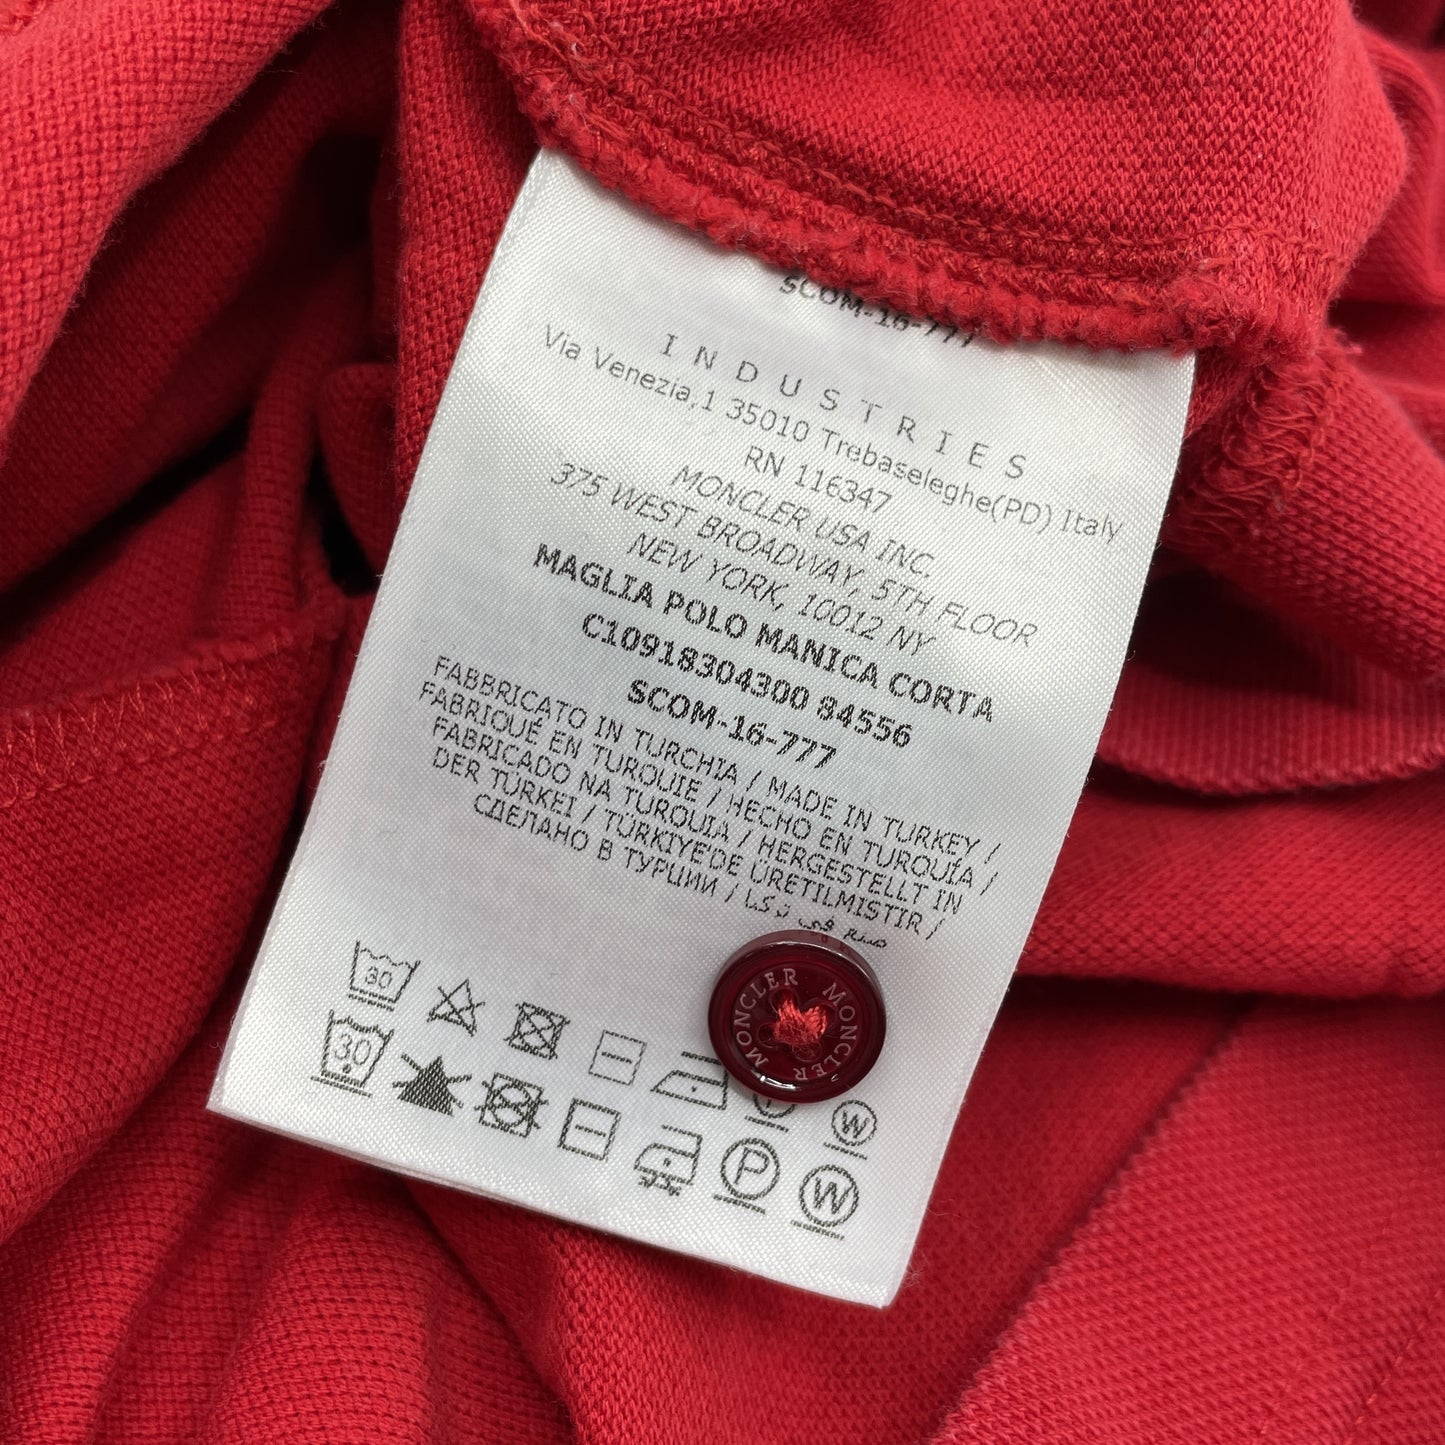 SCOM-16-777
INDUSTRIES
Via Venezia,1 35010 Trebaseleghe(PD) Italy
RN 116347
MONCLER USA INC.
375 WEST BROADWAY, 5TH FLOOR
NEW YORK, 10012 NY
MAGLIA POLO MANICA CORTA
C10918304300 84556
SCOM-16-777
FABBRICATO IN TURCHIA / MADE IN TURKEY /
FABRIQUÉ EN TURQUIE / HECHO EN TURQUÍA /
FABRICADO NA TURQUIA / HERGESTELLT IN
DER TÜRKEI / TÜRKIYEDE ÜRETILMISTIR /
СДЕЛАНО В ТУРЦИИ /
30
W
30
P
W
MONCLER MONCLER